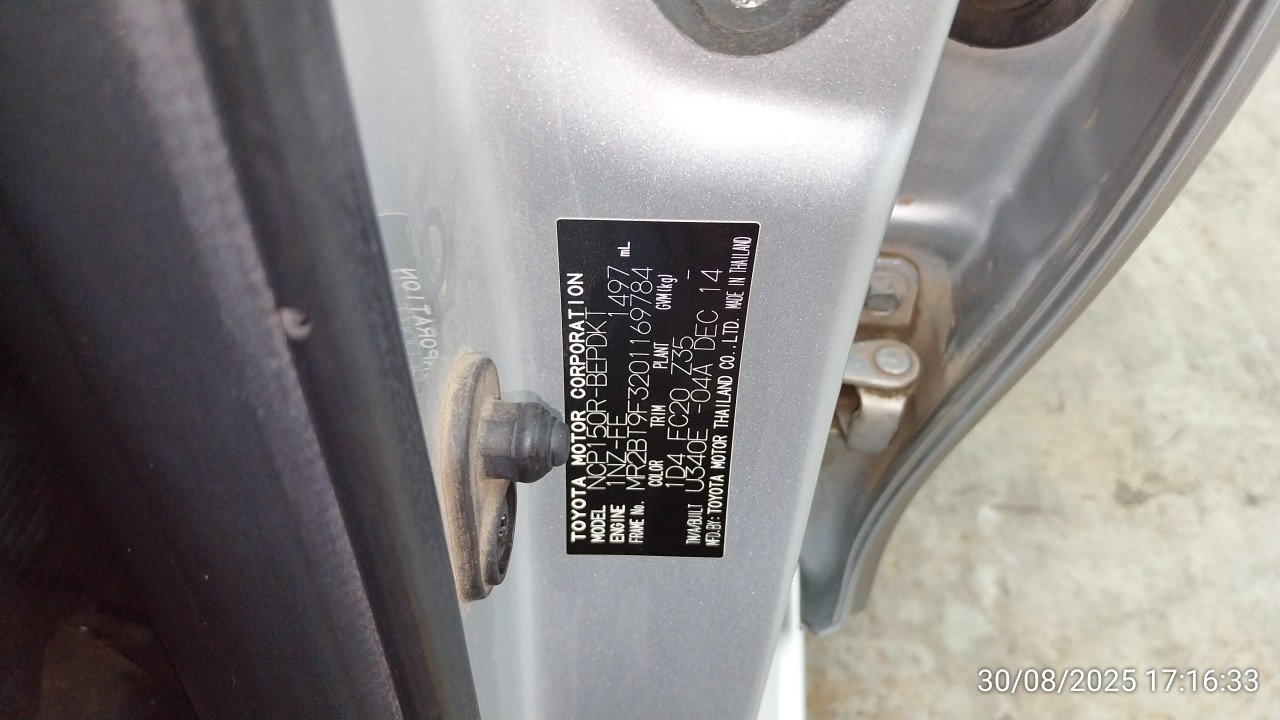 TOYOTA MOTOR CORPORATION
MODEL NCP150R-BEPDKT
ENGINE 1NZ-FE 1497 mL
FRAME No. MR2BT9F3201169784
COLOR TRIM PLANT GVM(kg)
1D4 FC20 Z35 -
T/M/A/BUILT U340E -04A DEC 14
MFD.BY: TOYOTA MOTOR THAILAND CO.,LTD. MADE IN THAILAND
30/08/2025 17:16:33